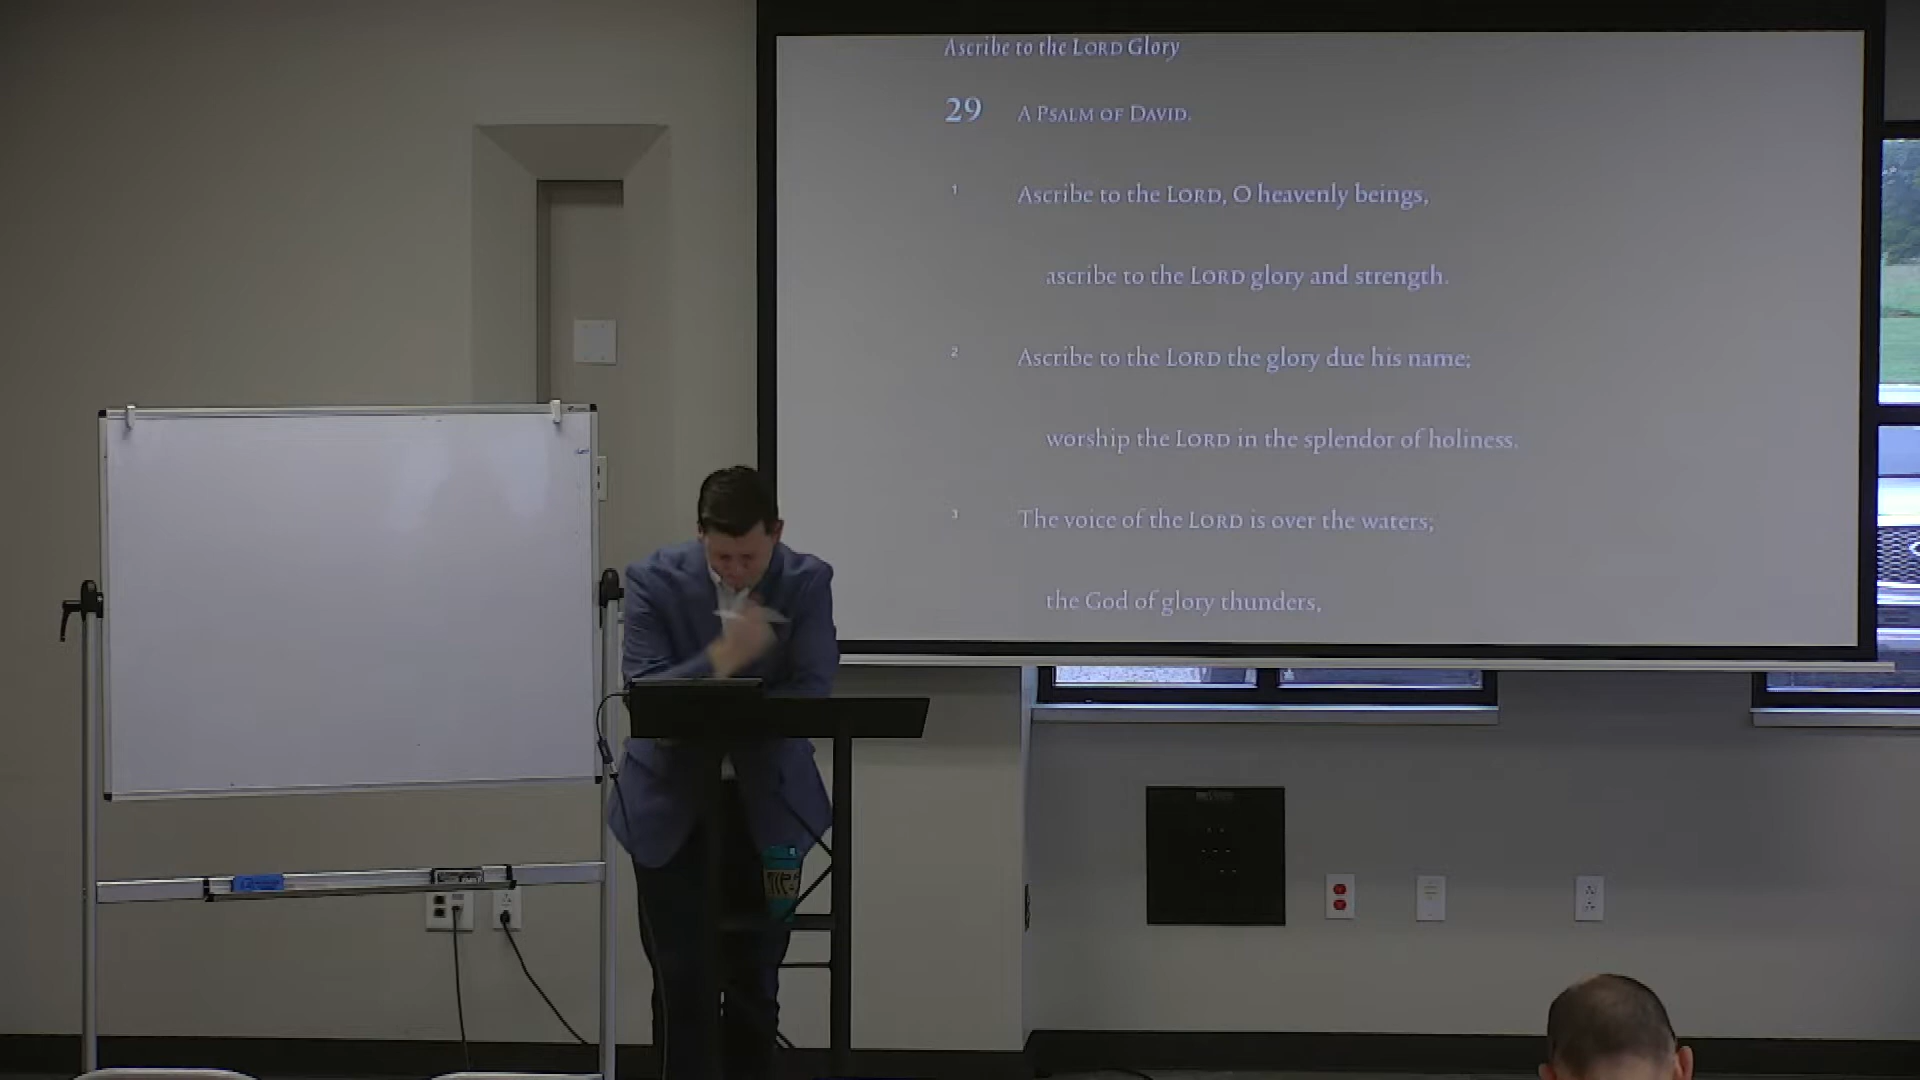 Ascribe to the LORD Glory
29 A PSALM OF DAVID.
1 Ascribe to the LORD, O heavenly beings,
ascribe to the LORD glory and strength.
2 Ascribe to the LORD the glory due his name;
worship the LORD in the splendor of holiness.
3 The voice of the LORD is over the waters;
the God of glory thunders,